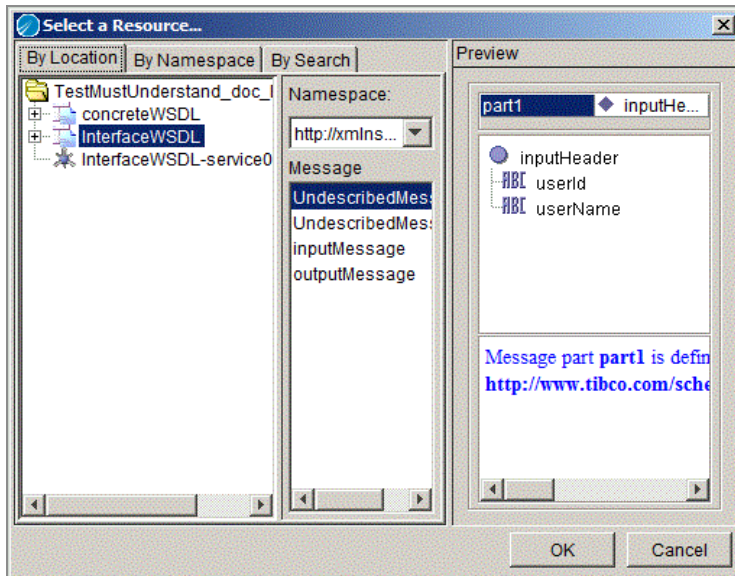 Select a Resource...
By Location
By Namespace
By Search
TestMustUnderstand_doc_l
concreteWSDL
InterfaceWSDL
InterfaceWSDL-service0
Namespace:
http://xmlns...
Message
UndescribedMess
UndescribedMess
inputMessage
outputMessage
Preview
part1
inputHe...
inputHeader
ABC userId
ABC userName
Message part part1 is defin
http://www.tibco.com/sche
OK
Cancel